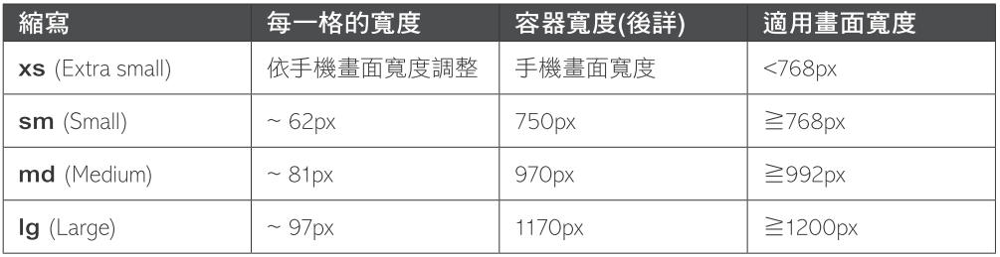 縮寫 每一格的寬度 容器寬度(後詳) 適用畫面寬度
xs (Extra small) 依手機畫面寬度調整 手機畫面寬度 <768px
sm (Small) ~ 62px 750px ≧768px
md (Medium) ~ 81px 970px ≧992px
lg (Large) ~ 97px 1170px ≧1200px